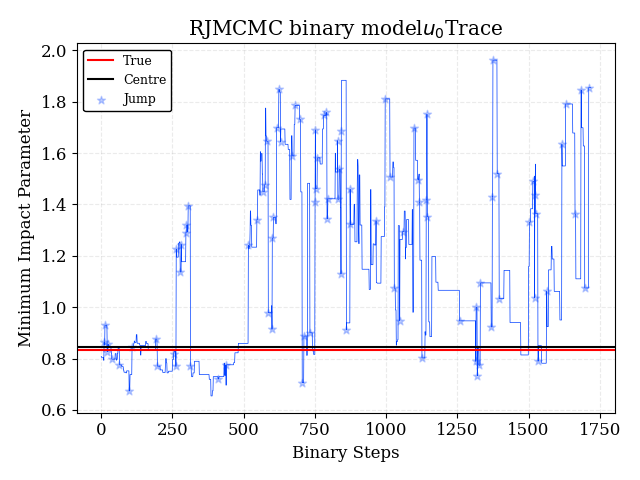 RJMCMC binary model$u_0$Trace
True
Centre
Jump
Minimum Impact Parameter
2.0
1.8
1.6
1.4
1.2
1.0
0.8
0.6
0 250 500 750 1000 1250 1500 1750
Binary Steps